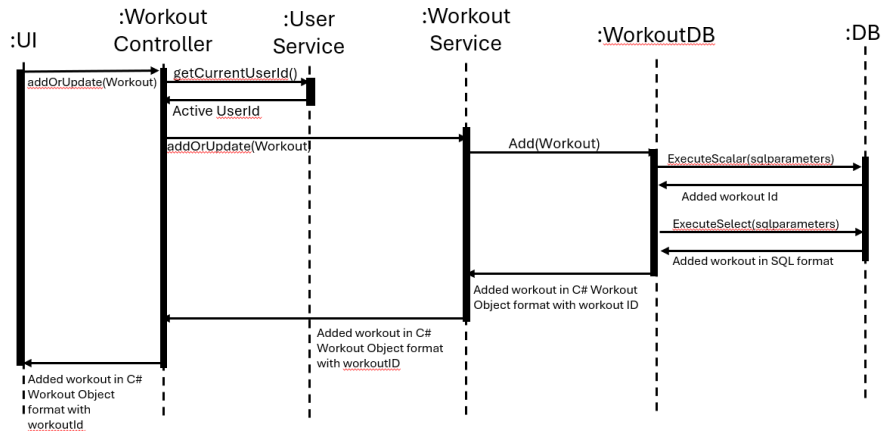 :UI
:Workout
Controller
:User
Service
:Workout
Service
:WorkoutDB
:DB
addOrUpdate(Workout)
getCurrentUserId()
Active UserId
addOrUpdate(Workout)
Add(Workout)
ExecuteScalar(sqlparameters)
Added workout Id
ExecuteSelect(sqlparameters)
Added workout in SQL format
Added workout in C# Workout
Object format with workout ID
Added workout in C#
Workout Object format
with workoutID
Added workout in C#
Workout Object
format with
workoutId